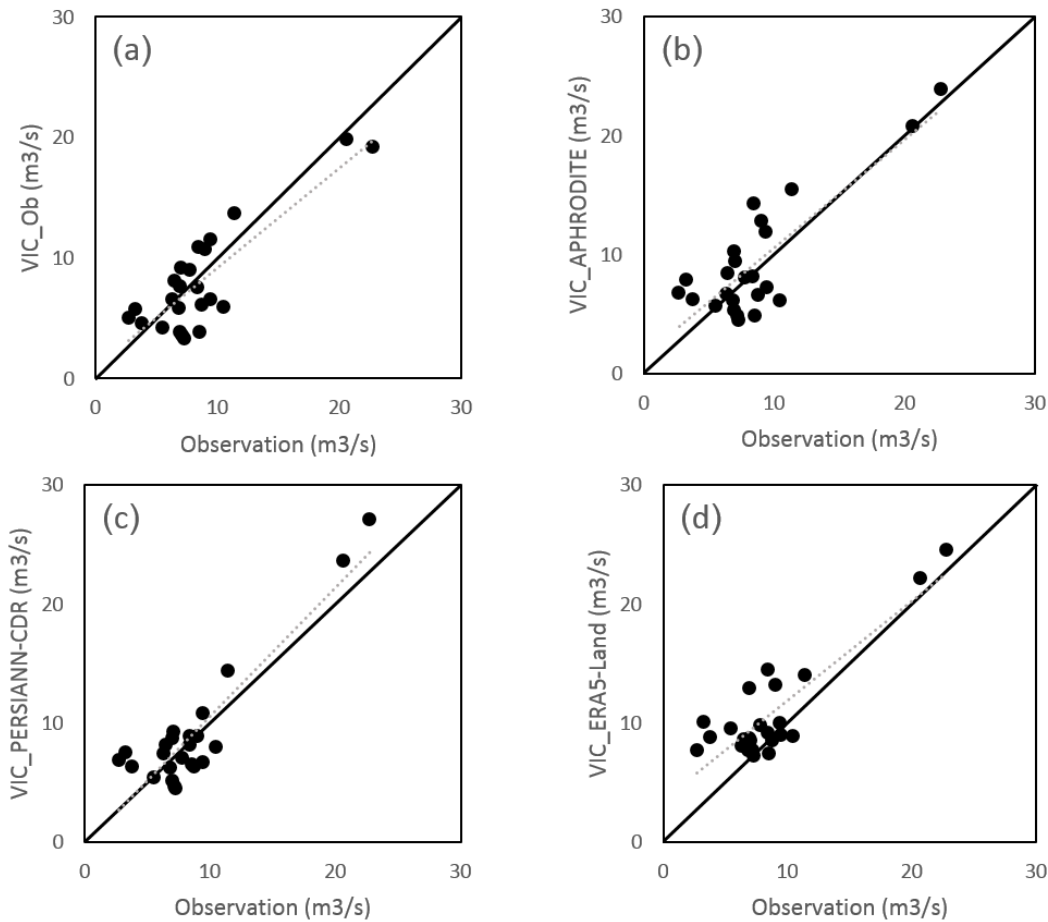 (a)
VIC_Ob (m3/s)
30
20
10
0
0 10 20 30
Observation (m3/s)
(b)
VIC_APHRODITE (m3/s)
30
20
10
0
0 10 20 30
Observation (m3/s)
(c)
VIC_PERSIANN-CDR (m3/s)
30
20
10
0
0 10 20 30
Observation (m3/s)
(d)
VIC_ERA5-Land (m3/s)
30
20
10
0
0 10 20 30
Observation (m3/s)